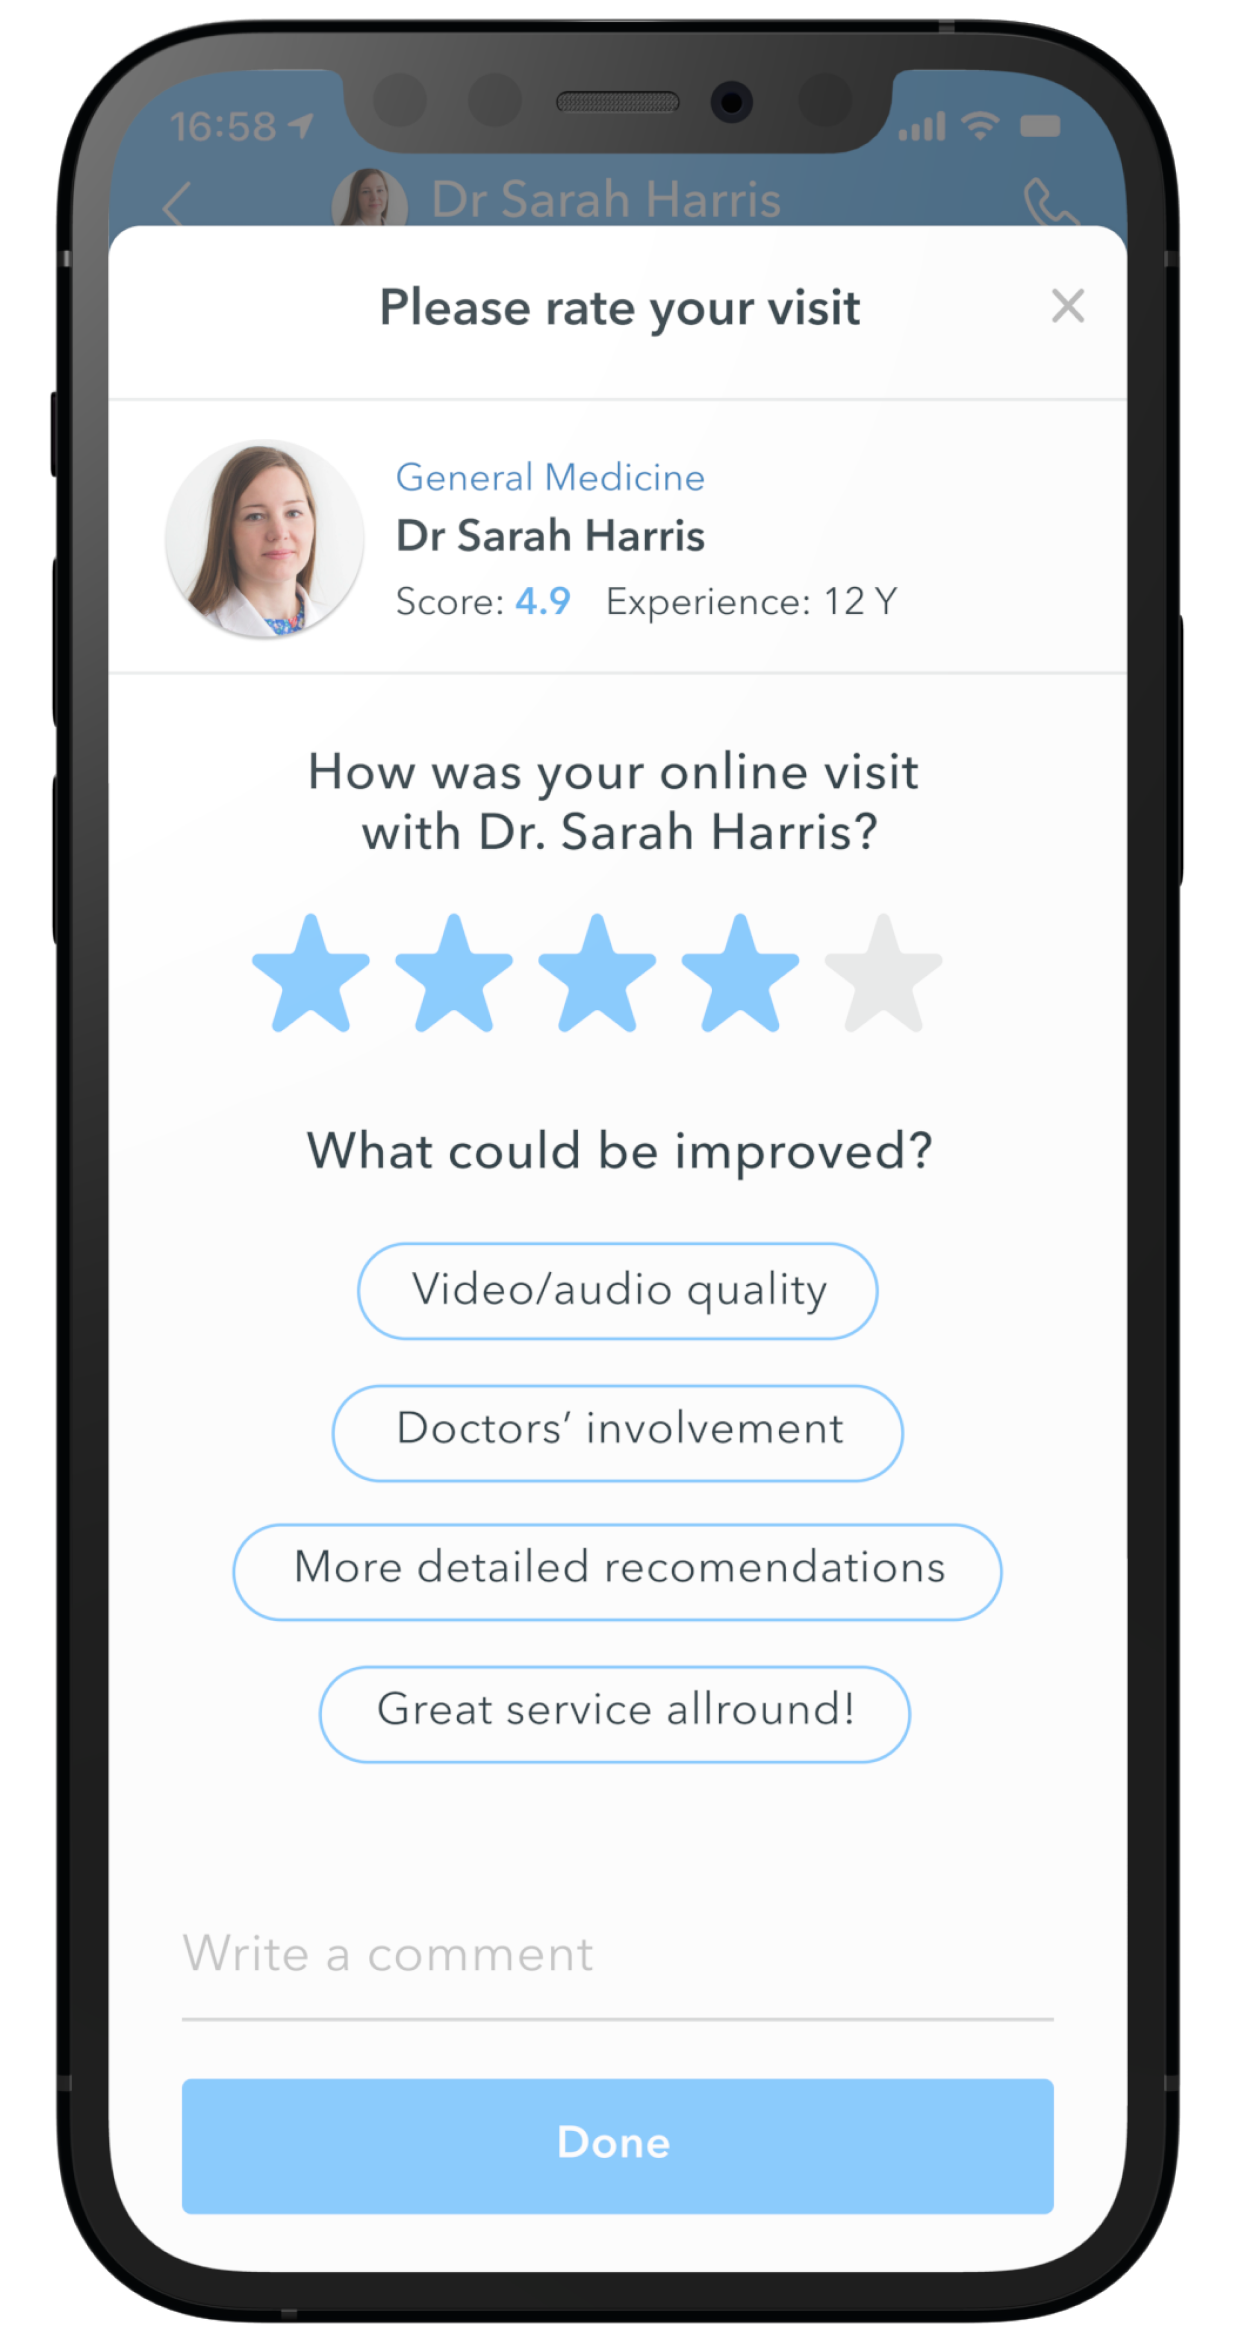 16:58
Dr Sarah Harris
Please rate your visit
General Medicine
Dr Sarah Harris
Score: 4.9 Experience: 12 Y
How was your online visit
with Dr. Sarah Harris?
What could be improved?
Video/audio quality
Doctors’ involvement
More detailed recomendations
Great service allround!
Write a comment
Done